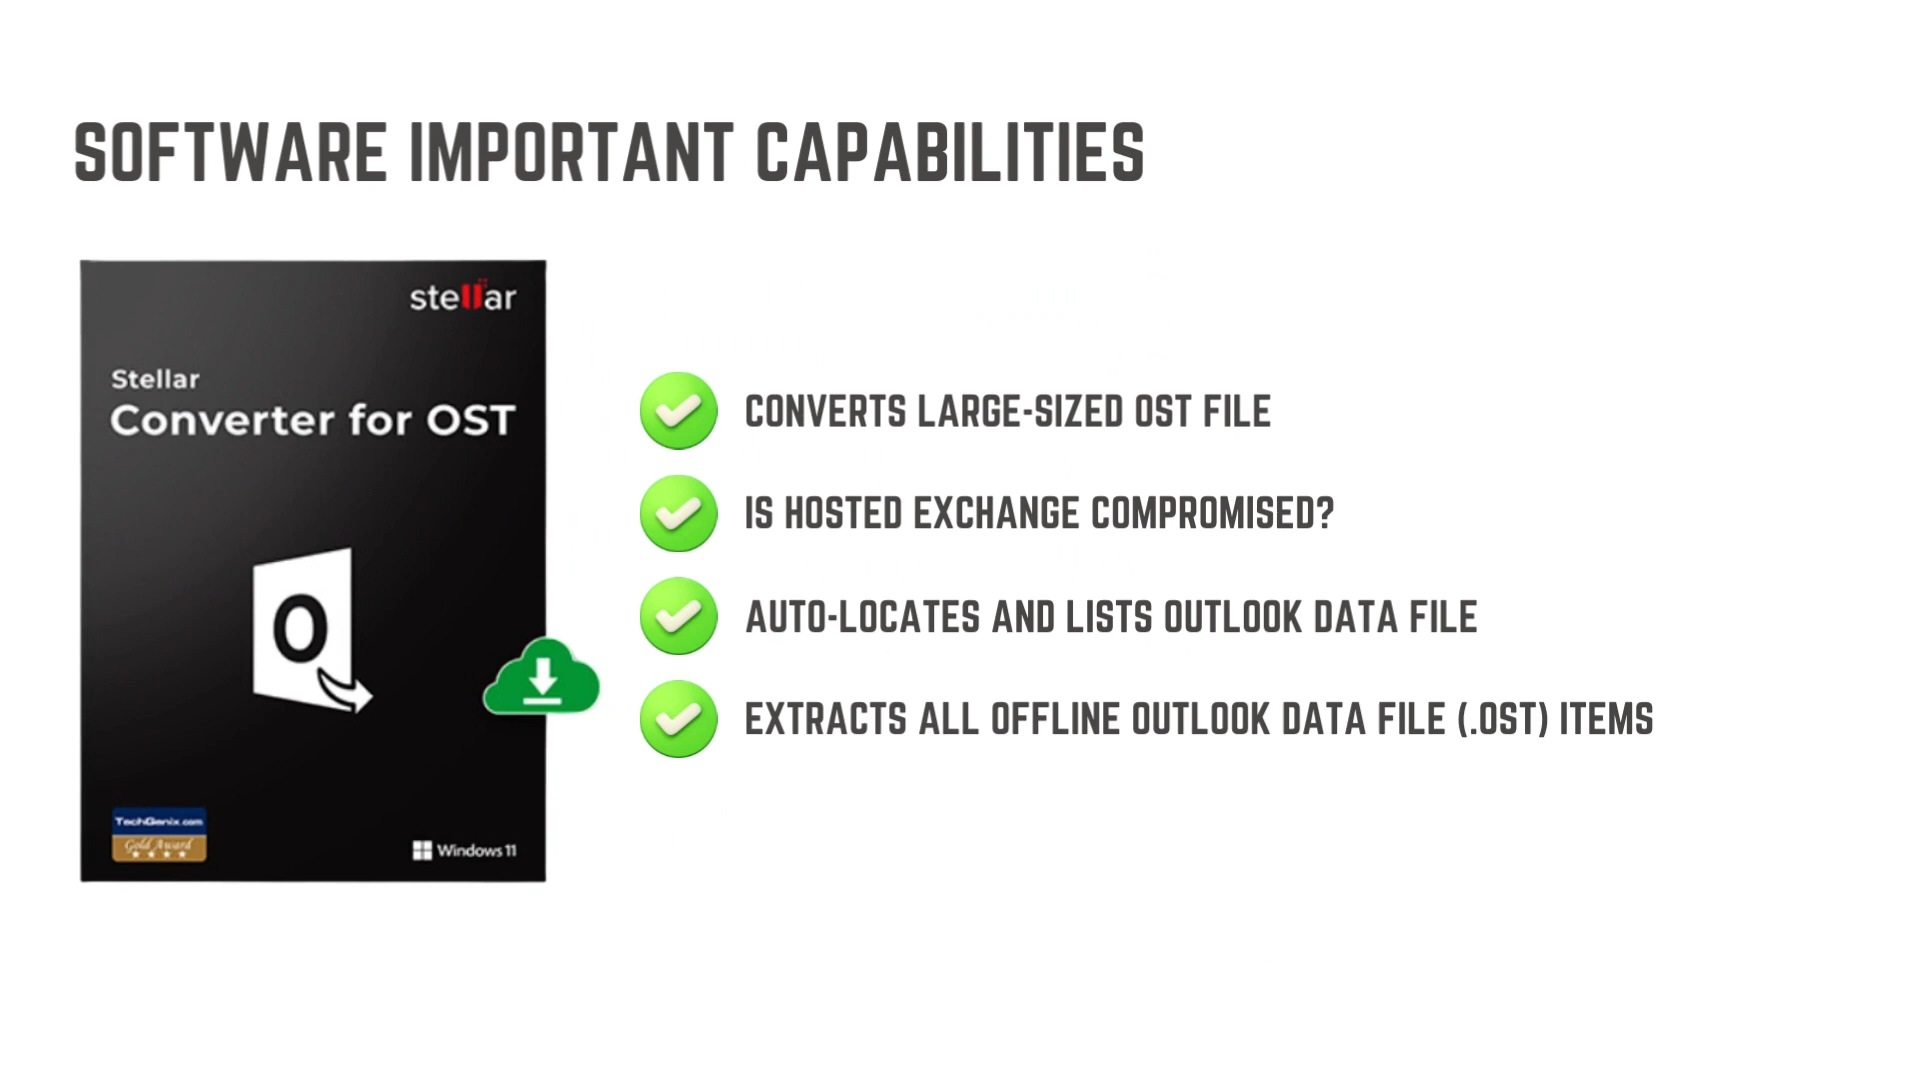 SOFTWARE IMPORTANT CAPABILITIES
stellar
Stellar
Converter for OST
O
TechGenix.com
Gold Award
Windows 11
CONVERTS LARGE-SIZED OST FILE
IS HOSTED EXCHANGE COMPROMISED?
AUTO-LOCATES AND LISTS OUTLOOK DATA FILE
EXTRACTS ALL OFFLINE OUTLOOK DATA FILE (.OST) ITEMS